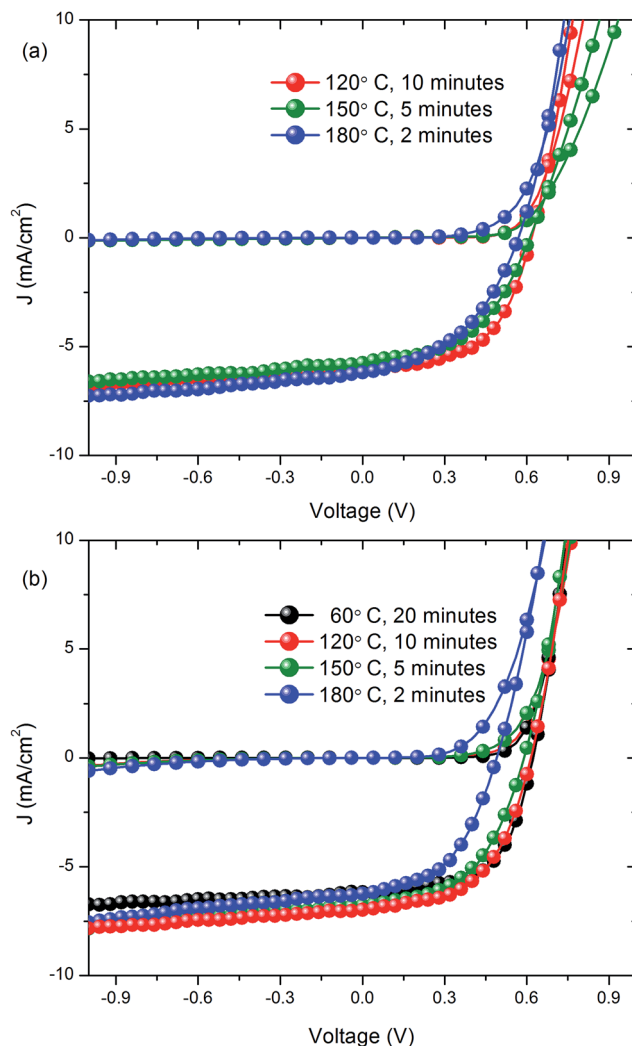 (a)
10
5
0
-5
-10
J (mA/cm²)
120° C, 10 minutes
150° C, 5 minutes
180° C, 2 minutes
-0.9 -0.6 -0.3 0.0 0.3 0.6 0.9
Voltage (V)
(b)
10
5
0
-5
-10
J (mA/cm²)
60° C, 20 minutes
120° C, 10 minutes
150° C, 5 minutes
180° C, 2 minutes
-0.9 -0.6 -0.3 0.0 0.3 0.6 0.9
Voltage (V)